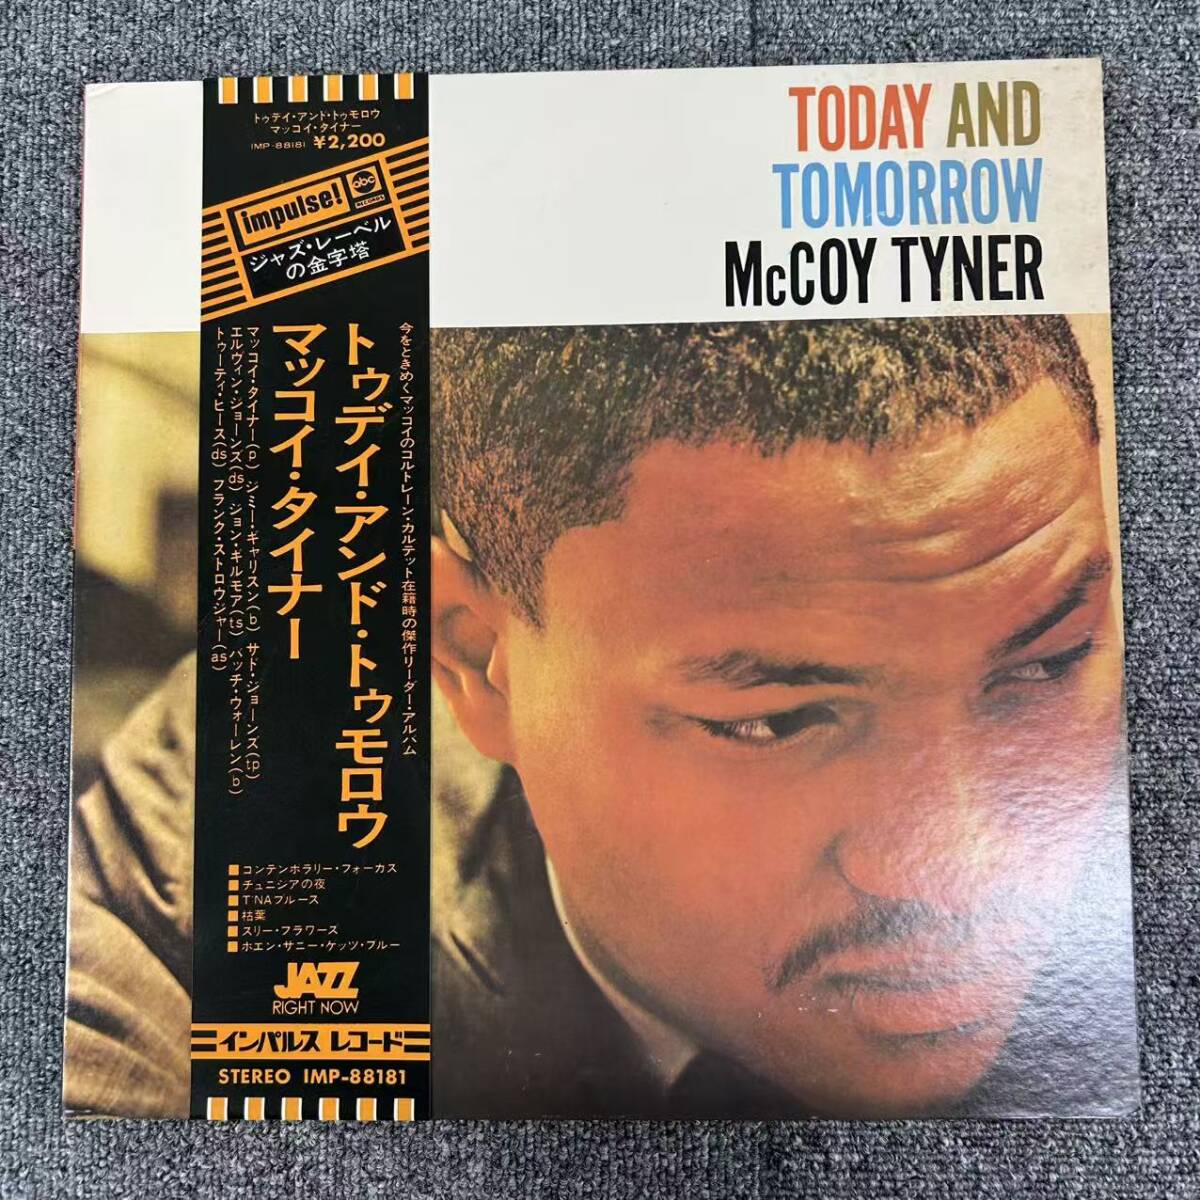 TODAY AND
TOMORROW
McCOY TYNER
トゥデイ・アンド・トゥモロウ
マッコイ・タイナー
IMP-88181 ¥2,200
impulse!
abc
RECORDS
ジャズ・レーベル
の金字塔
今をときめくマッコイのコルトレーン・カルテット在籍時の傑作リーダー・アルバム
トゥデイ・アンド・トゥモロウ
マッコイ・タイナー
マッコイ・タイナー(p) ジミー・ギャリスン(b) サド・ジョーンズ(tp)
エルヴィン・ジョーンズ(ds) ジョン・ギルモア(ts) バッチ・ウォーレン(b)
トゥーティ・ヒース(ds) フランク・ストロウジャー(as)
■コンテンポラリー・フォーカス
■チュニジアの夜
■T'NAブルース
■枯葉
■スリー・フラワーズ
■ホエン・サニー・ゲッツ・ブルー
JAZZ
RIGHT NOW
インパルス レコード
STEREO IMP-88181